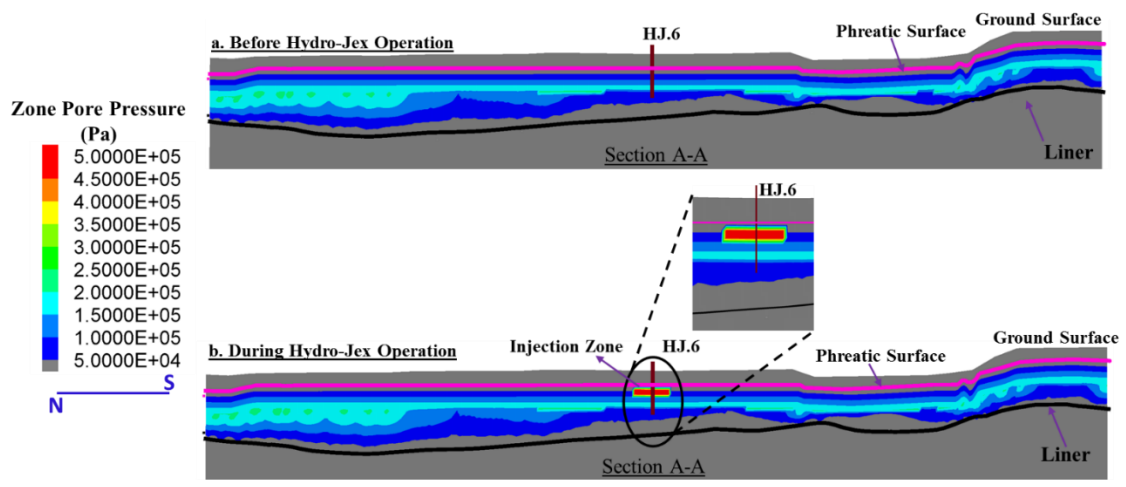 a. Before Hydro-Jex Operation
HJ.6
Phreatic Surface
Ground Surface
Section A-A
Liner
Zone Pore Pressure
(Pa)
5.0000E+05
4.5000E+05
4.0000E+05
3.5000E+05
3.0000E+05
2.5000E+05
2.0000E+05
1.5000E+05
1.0000E+05
5.0000E+04
S
N
HJ.6
b. During Hydro-Jex Operation
Injection Zone
HJ.6
Phreatic Surface
Ground Surface
Section A-A
Liner